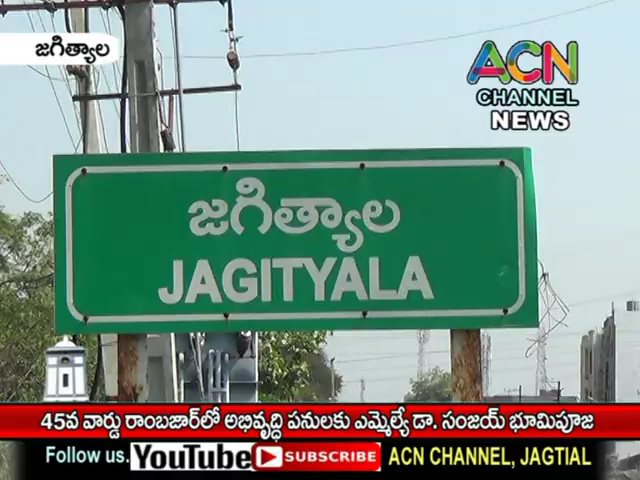 జగిత్యాల
ACN
CHANNEL
NEWS
జగిత్యాల
JAGITYALA
45వ వార్డు రాంబజార్‌లో అభివృద్ధి పనులకు ఎమ్మెల్యే డా. సంజయ్ భూమిపూజ
Follow us. YouTube SUBSCRIBE ACN CHANNEL, JAGTIAL